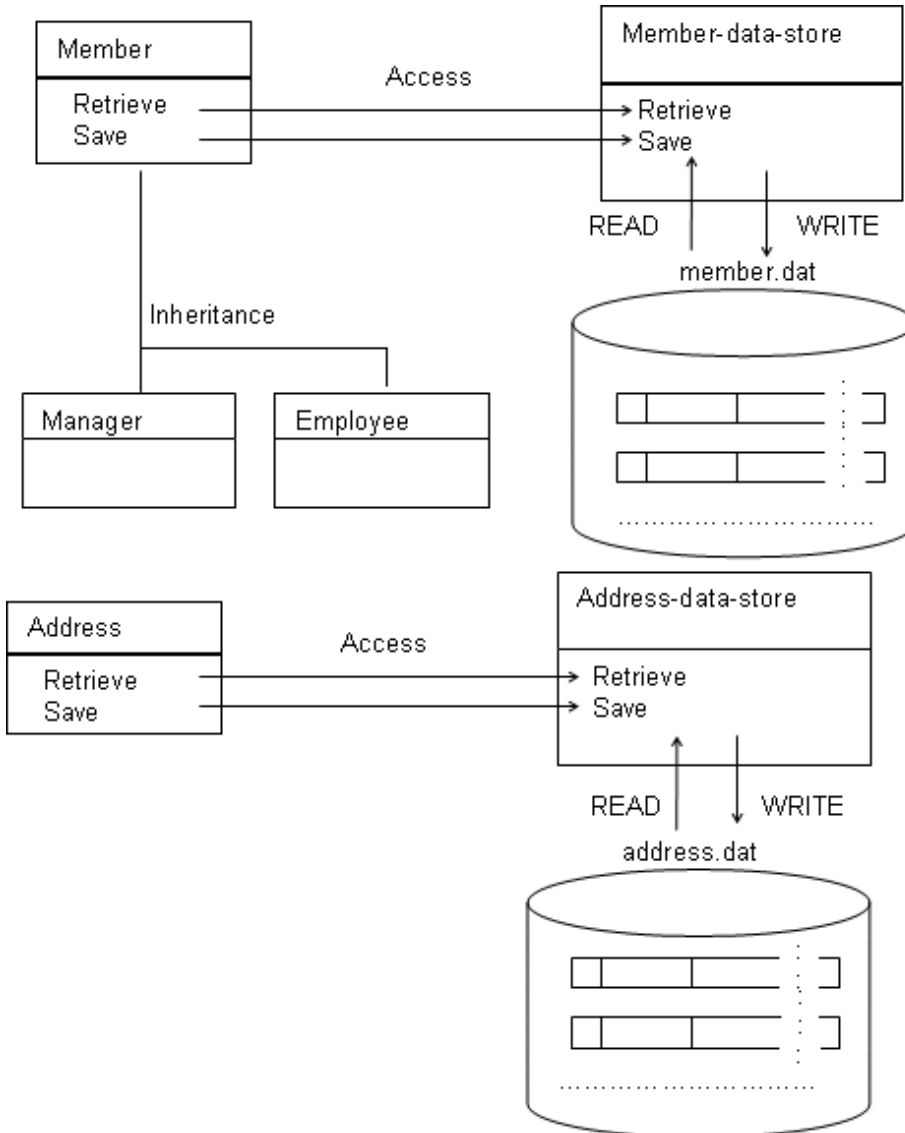 Member
Retrieve
Save
Access
Member-data-store
Retrieve
Save
READ
WRITE
member.dat
Inheritance
Manager
Employee
Address
Retrieve
Save
Access
Address-data-store
Retrieve
Save
READ
WRITE
address.dat